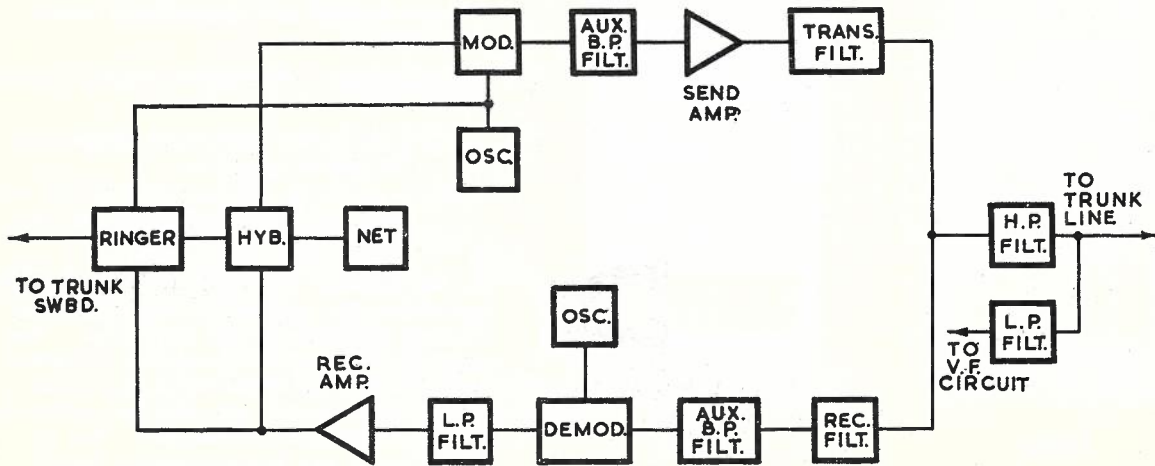 MOD.
AUX.
B.P.
FILT.
SEND
AMP.
TRANS.
FILT.
OSC.
RINGER
HYB.
NET
TO TRUNK
SWBD.
H.P.
FILT.
TO
TRUNK
LINE
L.P.
FILT.
TO
V.F.
CIRCUIT
OSC.
REC.
AMP.
L.P.
FILT.
DEMOD.
AUX.
B.P.
FILT.
REC.
FILT.